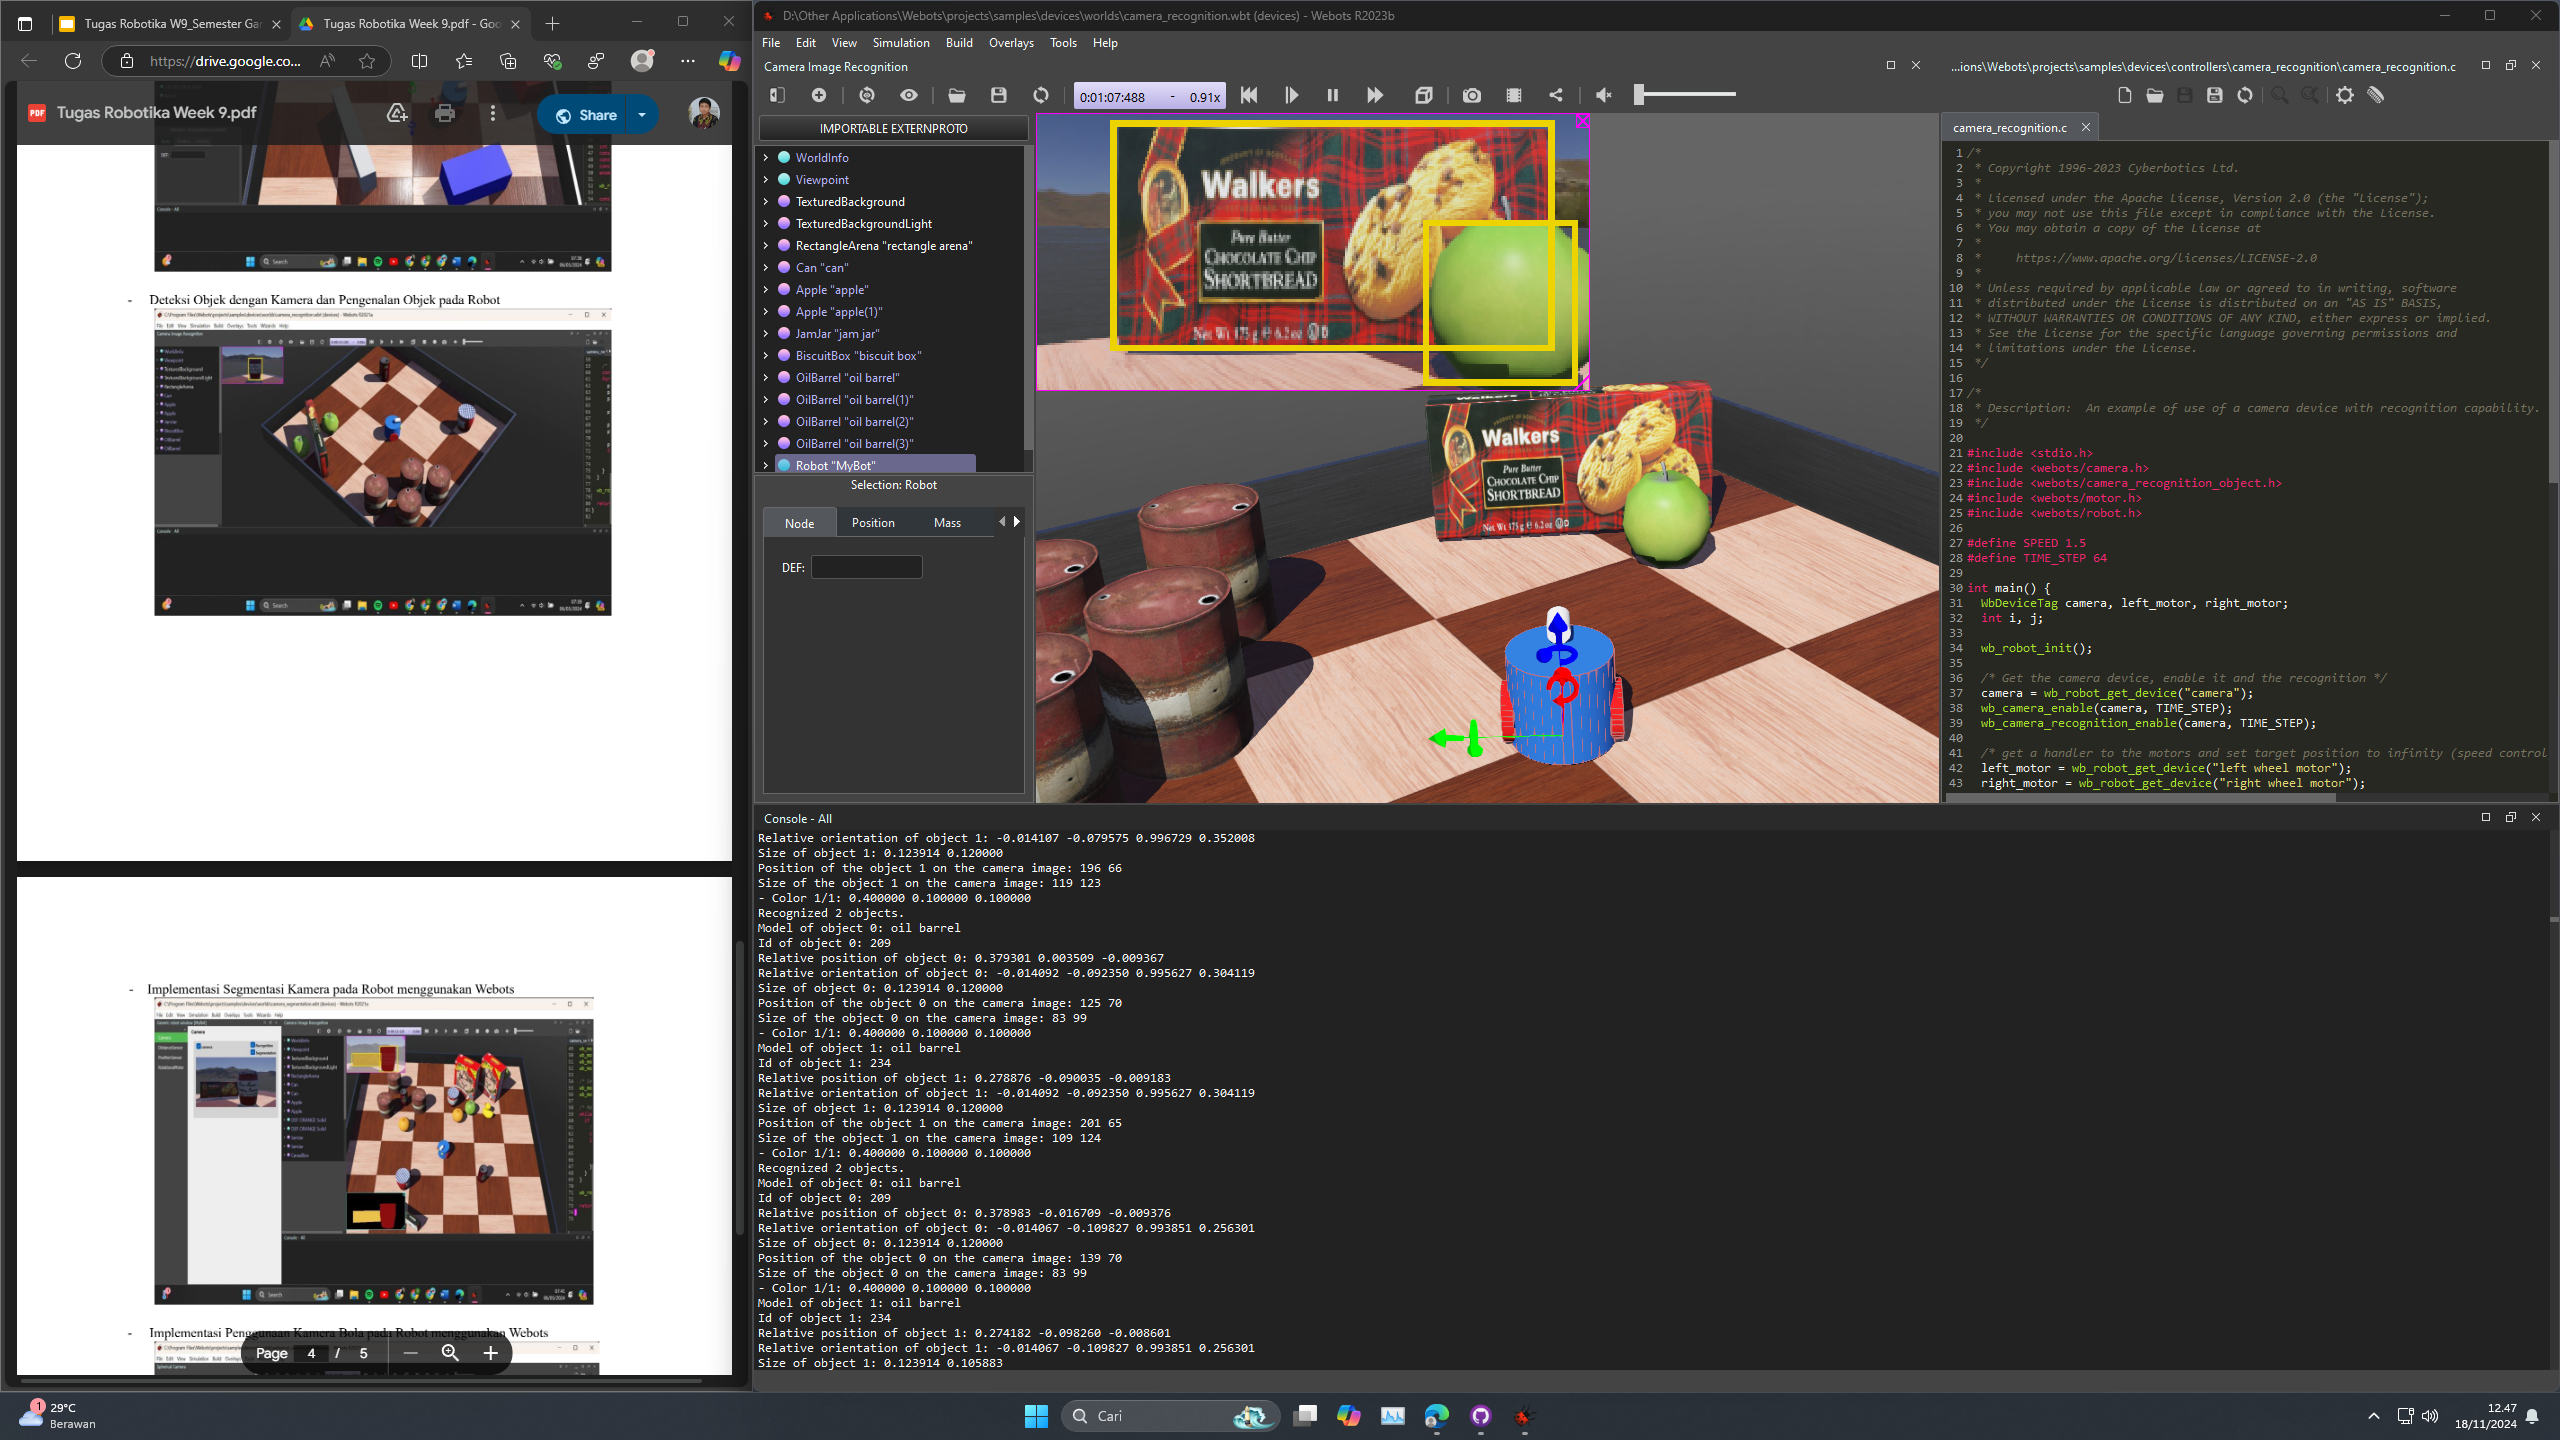 Tugas Robotika W9_Semester Ga
Tugas Robotika Week 9.pdf - Goo
https://drive.google.co...
Tugas Robotika Week 9.pdf
Share
- Deteksi Objek dengan Kamera dan Pengenalan Objek pada Robot
- Implementasi Segmentasi Kamera pada Robot menggunakan Webots
- Implementasi Penggunaan Kamera Bola pada Robot menggunakan Webots
Page 4 / 5
D:\Other Applications\Webots\projects\samples\devices\worlds\camera_recognition.wbt (devices) - Webots R2023b
File Edit View Simulation Build Overlays Tools Help
Camera Image Recognition
0:01:07:488 - 0.91x
IMPORTABLE EXTERNPROTO
WorldInfo
Viewpoint
TexturedBackground
TexturedBackgroundLight
RectangleArena "rectangle arena"
Can "can"
Apple "apple"
Apple "apple(1)"
JamJar "jam jar"
BiscuitBox "biscuit box"
OilBarrel "oil barrel"
OilBarrel "oil barrel(1)"
OilBarrel "oil barrel(2)"
OilBarrel "oil barrel(3)"
Robot "MyBot"
Selection: Robot
Node Position Mass
DEF:
Walkers
Pure Butter
CHOCOLATE CHIP
SHORTBREAD
Net Wt 175 g e 6.2 oz
Walkers
Walkers
Pure Butter
CHOCOLATE CHIP
SHORTBREAD
Net Wt 175 g e 6.2 oz
...ions\Webots\projects\samples\devices\controllers\camera_recognition\camera_recognition.c
camera_recognition.c
1 /*
2 * Copyright 1996-2023 Cyberbotics Ltd.
3 *
4 * Licensed under the Apache License, Version 2.0 (the "License");
5 * you may not use this file except in compliance with the License.
6 * You may obtain a copy of the License at
7 *
8 * https://www.apache.org/licenses/LICENSE-2.0
9 *
10 * Unless required by applicable law or agreed to in writing, software
11 * distributed under the License is distributed on an "AS IS" BASIS,
12 * WITHOUT WARRANTIES OR CONDITIONS OF ANY KIND, either express or implied.
13 * See the License for the specific language governing permissions and
14 * limitations under the License.
15 */
16
17 /*
18 * Description: An example of use of a camera device with recognition capability.
19 */
20
21 #include <stdio.h>
22 #include <webots/camera.h>
23 #include <webots/camera_recognition_object.h>
24 #include <webots/motor.h>
25 #include <webots/robot.h>
26
27 #define SPEED 1.5
28 #define TIME_STEP 64
29
30 int main() {
31 WbDeviceTag camera, left_motor, right_motor;
32 int i, j;
33
34 wb_robot_init();
35
36 /* Get the camera device, enable it and the recognition */
37 camera = wb_robot_get_device("camera");
38 wb_camera_enable(camera, TIME_STEP);
39 wb_camera_recognition_enable(camera, TIME_STEP);
40
41 /* get a handler to the motors and set target position to infinity (speed control
42 left_motor = wb_robot_get_device("left wheel motor");
43 right_motor = wb_robot_get_device("right wheel motor");
Console - All
Relative orientation of object 1: -0.014107 -0.079575 0.996729 0.352008
Size of object 1: 0.123914 0.120000
Position of the object 1 on the camera image: 196 66
Size of the object 1 on the camera image: 119 123
- Color 1/1: 0.400000 0.100000 0.100000
Recognized 2 objects.
Model of object 0: oil barrel
Id of object 0: 209
Relative position of object 0: 0.379301 0.003509 -0.009367
Relative orientation of object 0: -0.014092 -0.092350 0.995627 0.304119
Size of object 0: 0.123914 0.120000
Position of the object 0 on the camera image: 125 70
Size of the object 0 on the camera image: 83 99
- Color 1/1: 0.400000 0.100000 0.100000
Model of object 1: oil barrel
Id of object 1: 234
Relative position of object 1: 0.278876 -0.090035 -0.009183
Relative orientation of object 1: -0.014092 -0.092350 0.995627 0.304119
Size of object 1: 0.123914 0.120000
Position of the object 1 on the camera image: 201 65
Size of the object 1 on the camera image: 109 124
- Color 1/1: 0.400000 0.100000 0.100000
Recognized 2 objects.
Model of object 0: oil barrel
Id of object 0: 209
Relative position of object 0: 0.378983 -0.016709 -0.009376
Relative orientation of object 0: -0.014067 -0.109827 0.993851 0.256301
Size of object 0: 0.123914 0.120000
Position of the object 0 on the camera image: 139 70
Size of the object 0 on the camera image: 83 99
- Color 1/1: 0.400000 0.100000 0.100000
Model of object 1: oil barrel
Id of object 1: 234
Relative position of object 1: 0.274182 -0.098260 -0.008601
Relative orientation of object 1: -0.014067 -0.109827 0.993851 0.256301
Size of object 1: 0.123914 0.105883
1
29°C
Berawan
Cari
12.47
18/11/2024